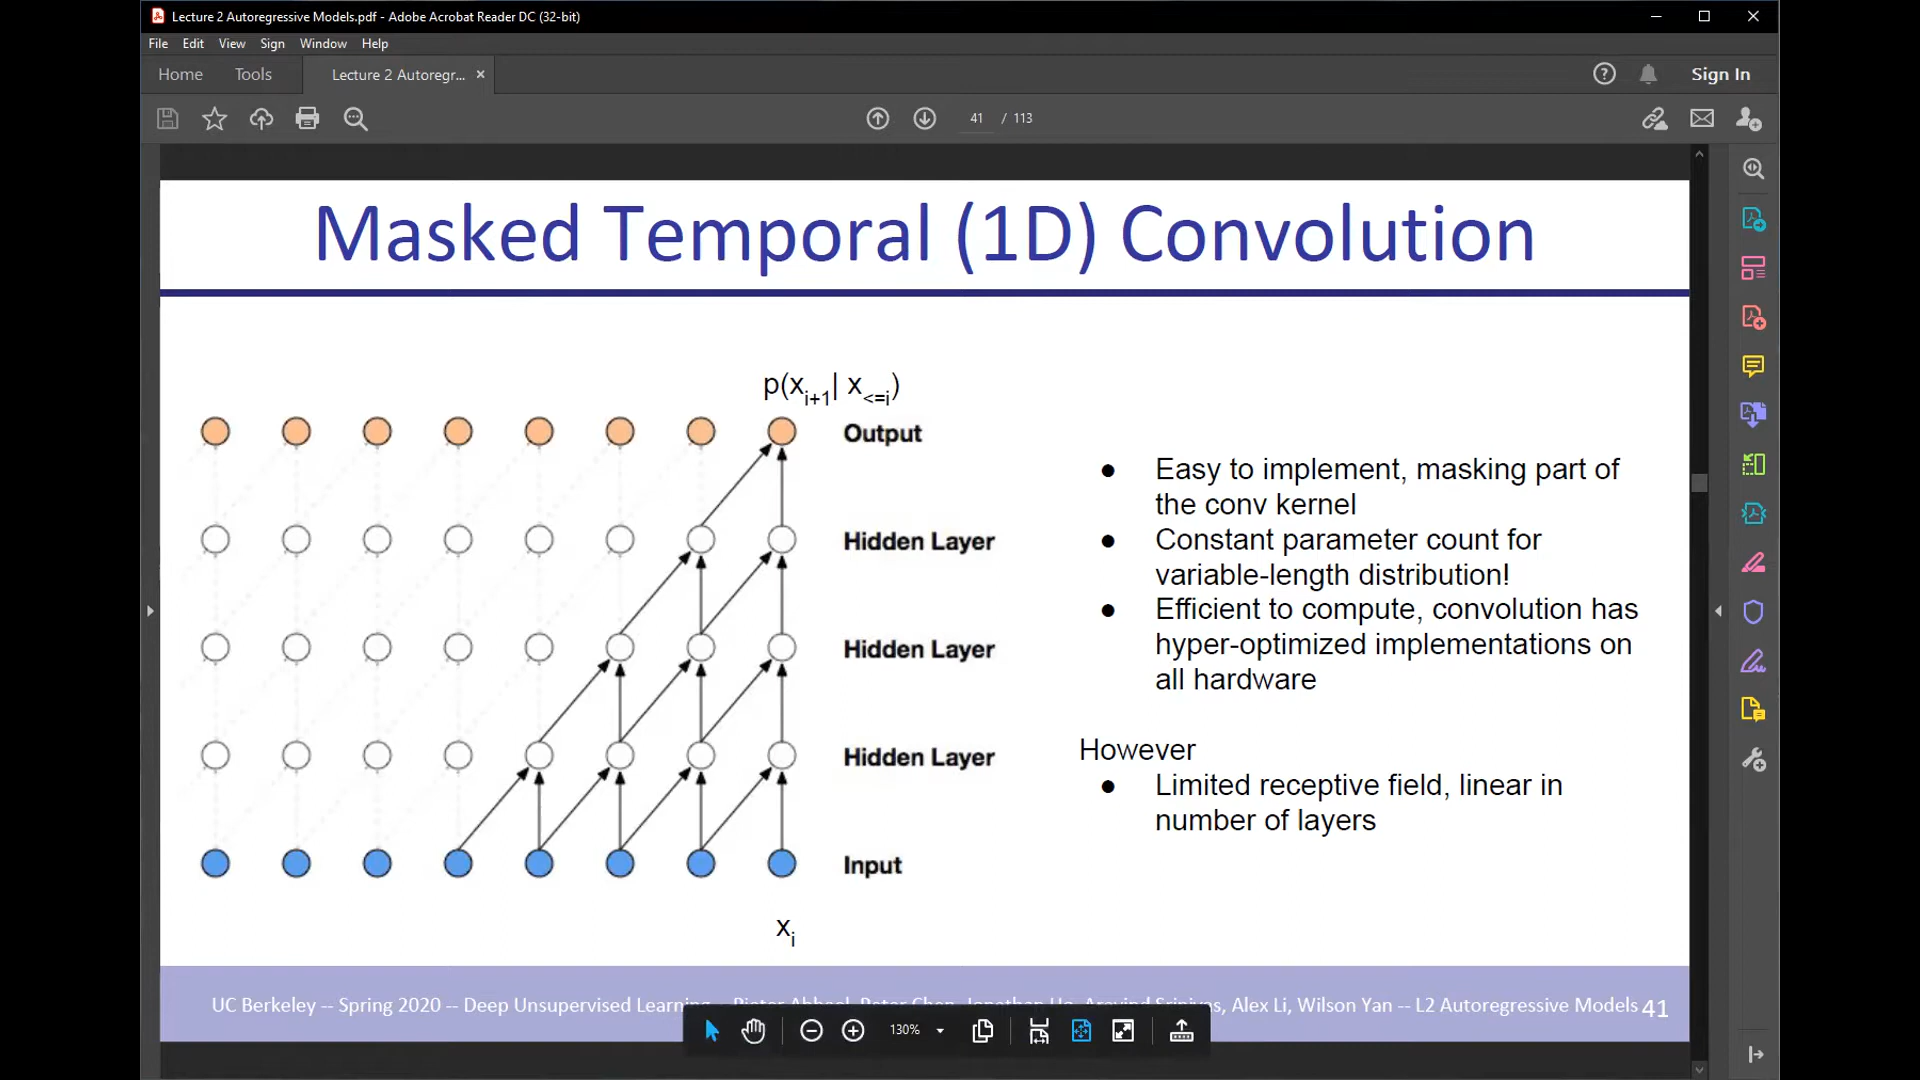 Lecture 2 Autoregressive Models.pdf - Adobe Acrobat Reader DC (32-bit)
File Edit View Sign Window Help
Home Tools Lecture 2 Autoregr... × Sign In
41 / 113
Masked Temporal (1D) Convolution
p(x_{i+1}| x_{<=i})
Output
Hidden Layer
Hidden Layer
Hidden Layer
Input
x_i
● Easy to implement, masking part of
the conv kernel
● Constant parameter count for
variable-length distribution!
● Efficient to compute, convolution has
hyper-optimized implementations on
all hardware
However
● Limited receptive field, linear in
number of layers
UC Berkeley -- Spring 2020 -- Deep Unsupervised Learning Alex Li, Wilson Yan -- L2 Autoregressive Models 41
130%